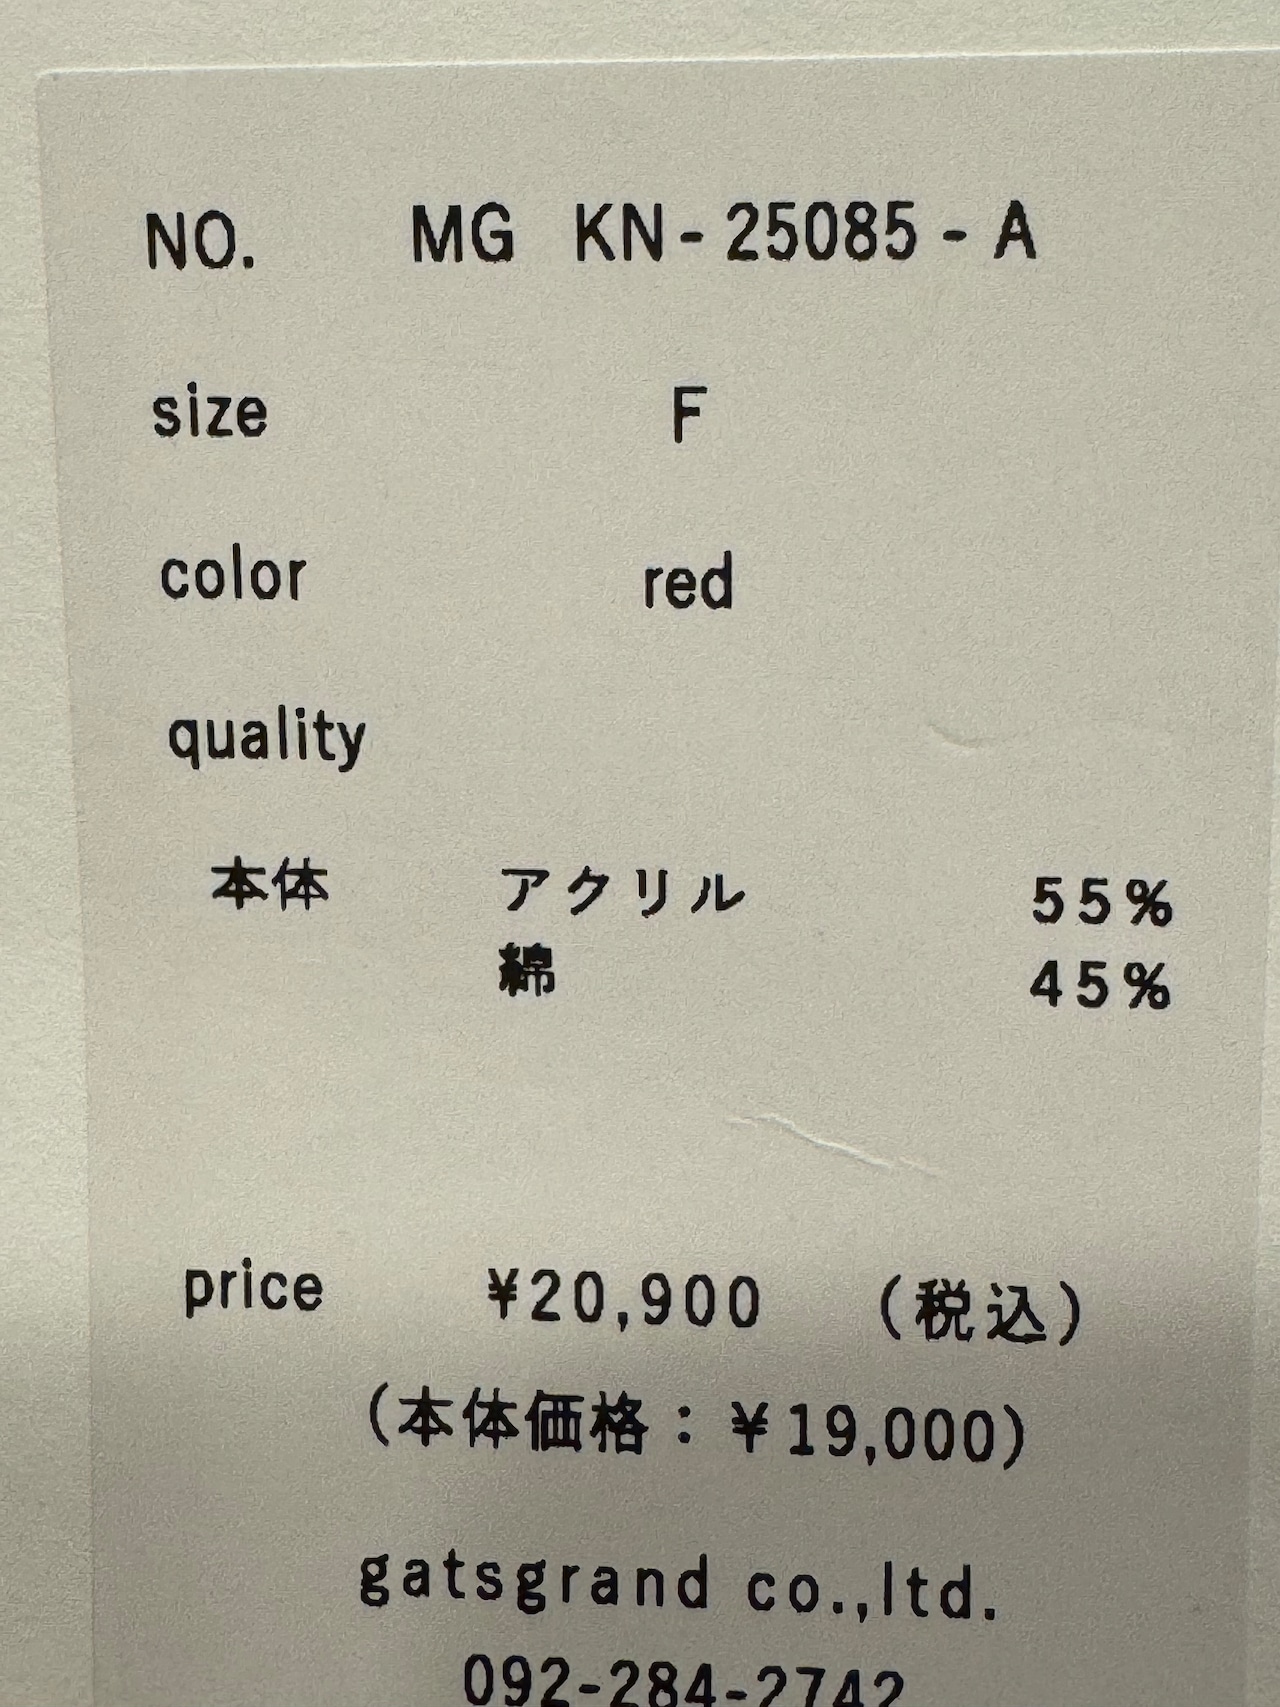 NO. MG KN-25085-A
size F
color red
quality
本体 アクリル 55%
綿 45%
price ¥20,900 (税込)
(本体価格:¥19,000)
gatsgrand co.,ltd.
092-284-2742